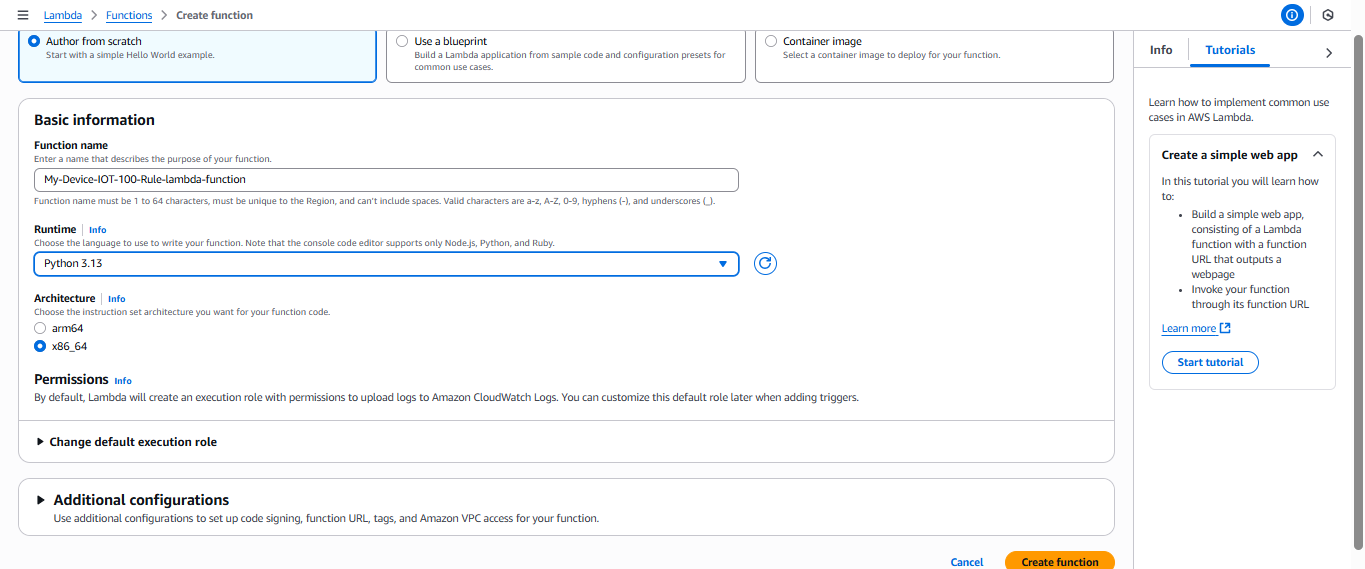 Lambda > Functions > Create function
Author from scratch
Start with a simple Hello World example.
Use a blueprint
Build a Lambda application from sample code and configuration presets for
common use cases.
Container image
Select a container image to deploy for your function.
Basic information
Function name
Enter a name that describes the purpose of your function.
My-Device-IOT-100-Rule-lambda-function
Function name must be 1 to 64 characters, must be unique to the Region, and can't include spaces. Valid characters are a-z, A-Z, 0-9, hyphens (-), and underscores (_).
Runtime Info
Choose the language to use to write your function. Note that the console code editor supports only Node.js, Python, and Ruby.
Python 3.13
Architecture Info
Choose the instruction set architecture you want for your function code.
arm64
x86_64
Permissions Info
By default, Lambda will create an execution role with permissions to upload logs to Amazon CloudWatch Logs. You can customize this default role later when adding triggers.
Change default execution role
Additional configurations
Use additional configurations to set up code signing, function URL, tags, and Amazon VPC access for your function.
Cancel
Create function
Info
Tutorials
Learn how to implement common use
cases in AWS Lambda.
Create a simple web app
In this tutorial you will learn how
to:
• Build a simple web app,
consisting of a Lambda
function with a function
URL that outputs a
webpage
• Invoke your function
through its function URL
Learn more
Start tutorial